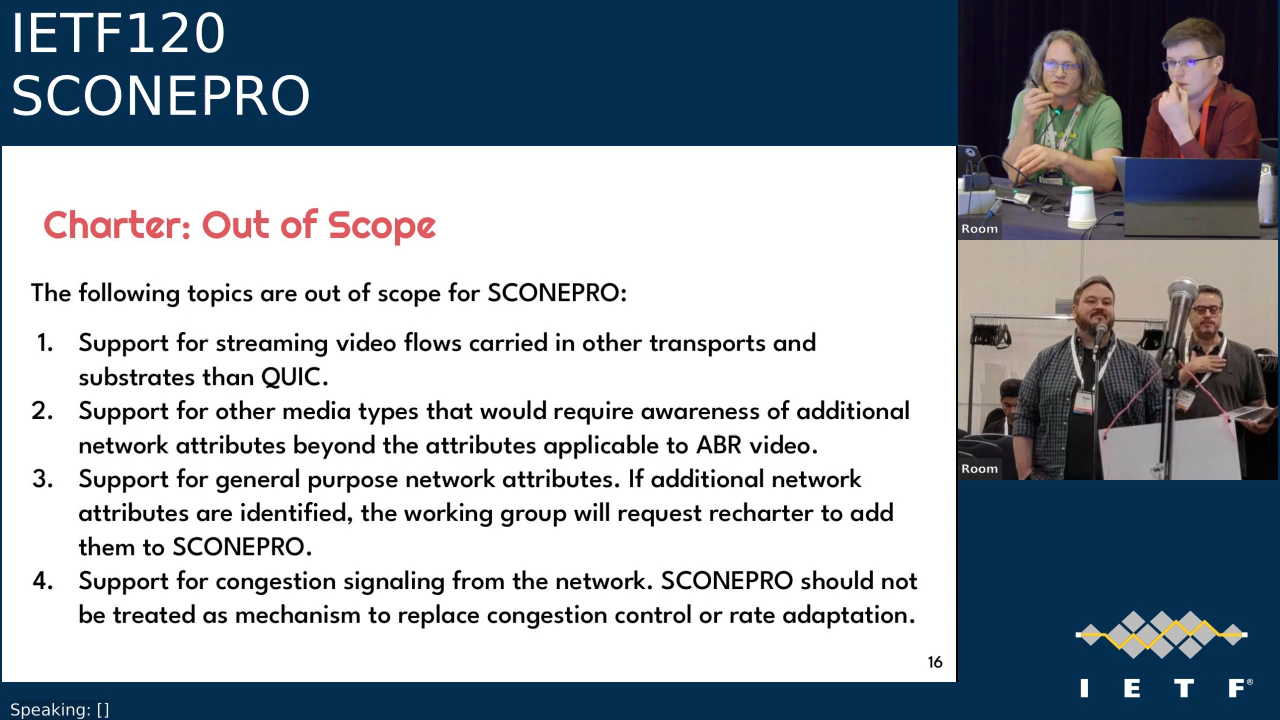 IETF120
SCONEPRO
Charter: Out of Scope
The following topics are out of scope for SCONEPRO:
1. Support for streaming video flows carried in other transports and
substrates than QUIC.
2. Support for other media types that would require awareness of additional
network attributes beyond the attributes applicable to ABR video.
3. Support for general purpose network attributes. If additional network
attributes are identified, the working group will request recharter to add
them to SCONEPRO.
4. Support for congestion signaling from the network. SCONEPRO should not
be treated as mechanism to replace congestion control or rate adaptation.
16
Room
Room
I E T F®
Speaking: []